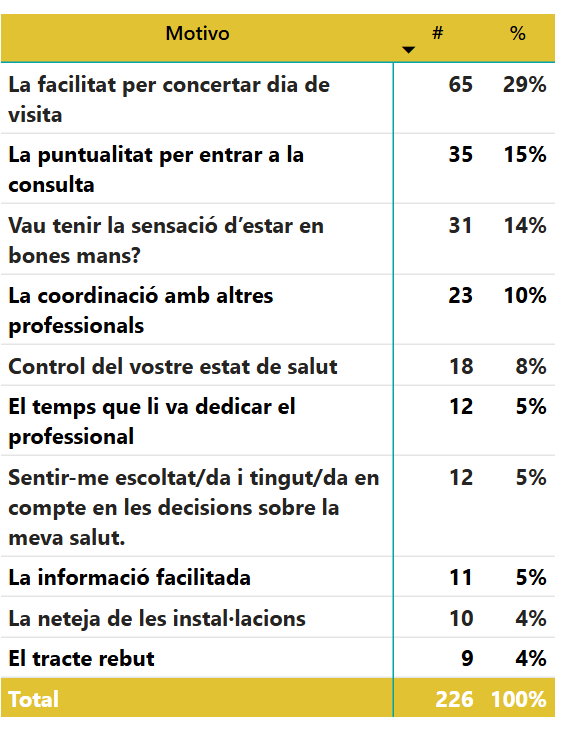 Motivo # %
La facilitat per concertar dia de 65 29%
visita
La puntualitat per entrar a la 35 15%
consulta
Vau tenir la sensació d’estar en 31 14%
bones mans?
La coordinació amb altres 23 10%
professionals
Control del vostre estat de salut 18 8%
El temps que li va dedicar el 12 5%
professional
Sentir-me escoltat/da i tingut/da en 12 5%
compte en les decisions sobre la
meva salut.
La informació facilitada 11 5%
La neteja de les instal·lacions 10 4%
El tracte rebut 9 4%
Total 226 100%